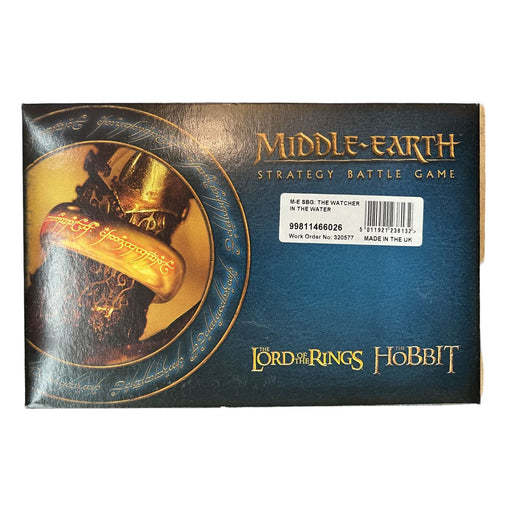 MIDDLE-EARTH™
STRATEGY BATTLE GAME
M-E SBG: THE WATCHER
IN THE WATER
99811466026
Work Order No: 320577
5 011921 238132>
MADE IN THE UK
THE LORD OF THE RINGS
THE HOBBIT